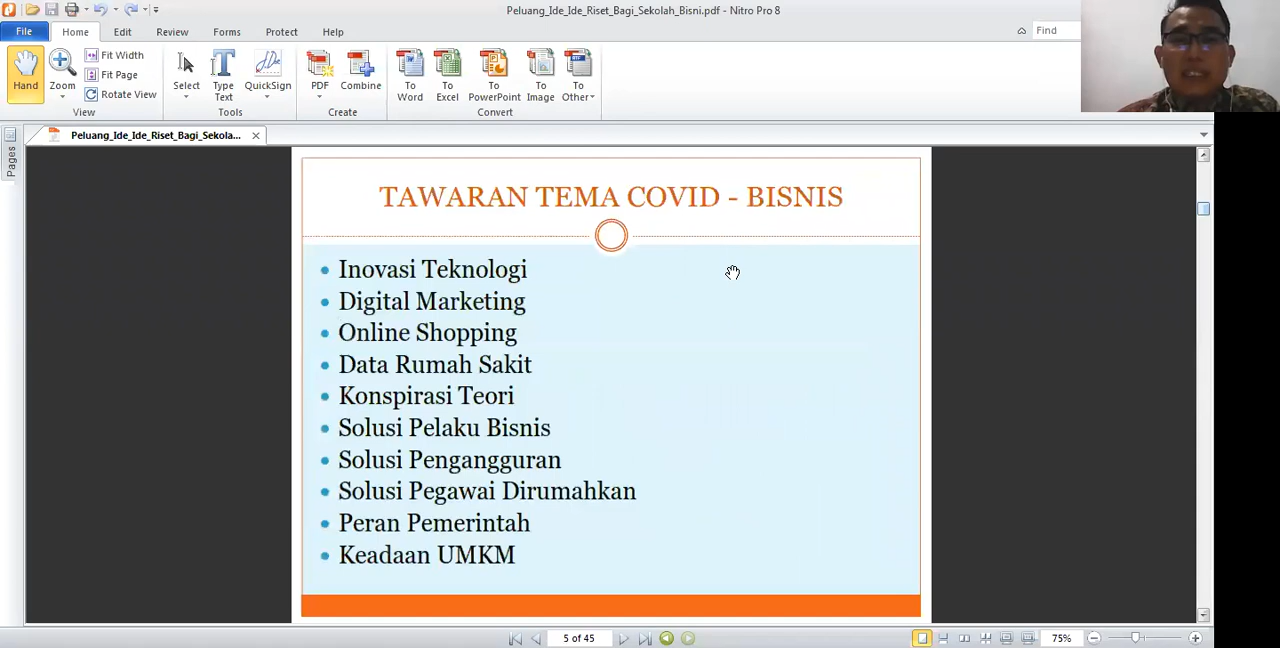 Peluang_Ide_Ide_Riset_Bagi_Sekolah_Bisni.pdf - Nitro Pro 8
File Home Edit Review Forms Protect Help Find
Hand
Zoom
Fit Width
Fit Page
Rotate View
View
Select
Type Text
QuickSign
Tools
PDF
Combine
Create
To Word
To Excel
To PowerPoint
To Image
To Other
Convert
Peluang_Ide_Ide_Riset_Bagi_Sekola...
Pages
TAWARAN TEMA COVID - BISNIS
• Inovasi Teknologi
• Digital Marketing
• Online Shopping
• Data Rumah Sakit
• Konspirasi Teori
• Solusi Pelaku Bisnis
• Solusi Pengangguran
• Solusi Pegawai Dirumahkan
• Peran Pemerintah
• Keadaan UMKM
5 of 45
75%